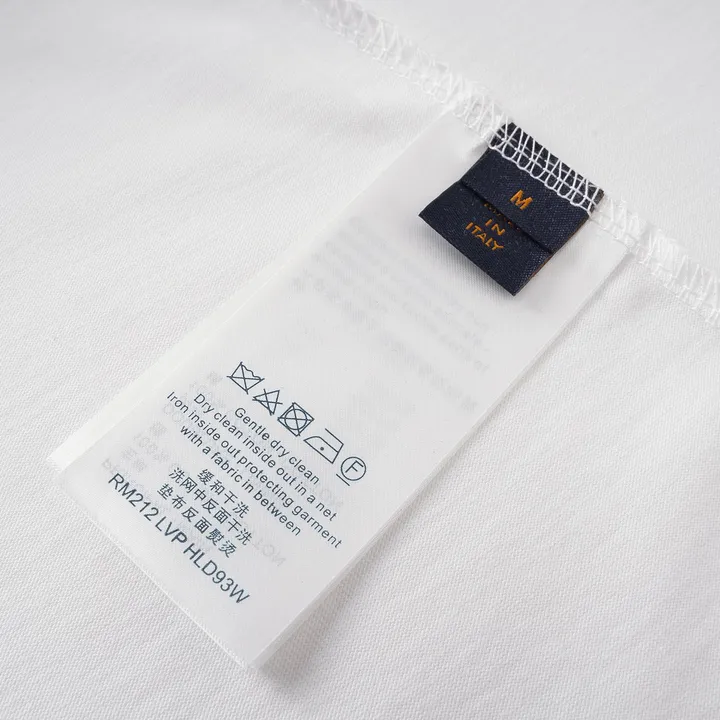 M
IN
ITALY
Gentle dry clean
Dry clean inside out in a net
Iron inside out protecting garment
with a fabric in between
缓和干洗
洗网中反面干洗
垫布反面熨烫
RM212 LVP HLD93W